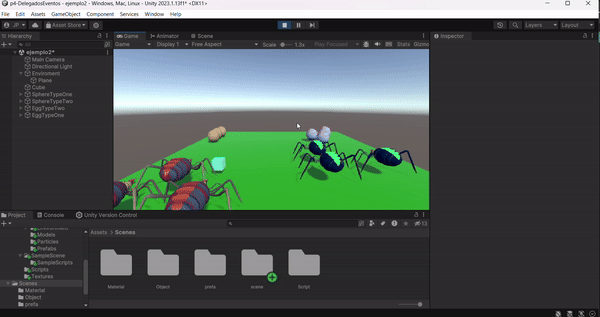 p4-DelegadosEventos - ejemplo2* - Windows, Mac, Linux - Unity 2023.1.13f1* <DX11>
File Edit Assets GameObject Component Services Window Help
JP Asset Store Layers Layout
Hierarchy Game Animator Scene Inspector
All Game Display 1 Free Aspect Scale 1.3x Play Focused Stats Gizmos
ejemplo2*
Main Camera
Directional Light
Enviroment
Plane
Cube
SphereTypeOne
SphereTypeTwo
EggTypeTwo
EggTypeOne
Project Console Unity Version Control
13
Models
Particles
Prefabs
SampleScene
SampleScripts
Scripts
Textures
Scenes
Material
Object
prefa
Assets > Scenes
Material Object prefa scene Script